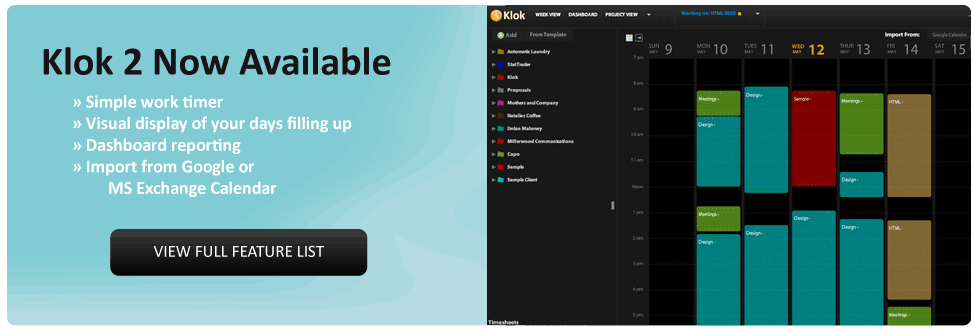 Klok 2 Now Available
» Simple work timer
» Visual display of your days filling up
» Dashboard reporting
» Import from Google or
MS Exchange Calendar
VIEW FULL FEATURE LIST
Klok WEEK VIEW DASHBOARD PROJECT VIEW Working on: HTML
Add From Template
Import From: Google Calendar
SUN MAY 9 MON MAY 10 TUES MAY 11 WED MAY 12 THUR MAY 13 FRI MAY 14 SAT MAY 15
Automatic Laundry
StatTrader
Klok
Proposals
Mothers and Company
Natalies Coffee
Dolan Maloney
Millerwood Communications
Capo
Sample
Sample Client
7 am
8 am
9 am
10 am
11 am
Noon
1 pm
2 pm
3 pm
4 pm
5 pm
Meetings -
Design -
Meetings -
Design -
Design -
Design -
Sample -
Design -
Meetings -
Design -
Design -
HTML -
HTML -
Meetings -
Timesheets